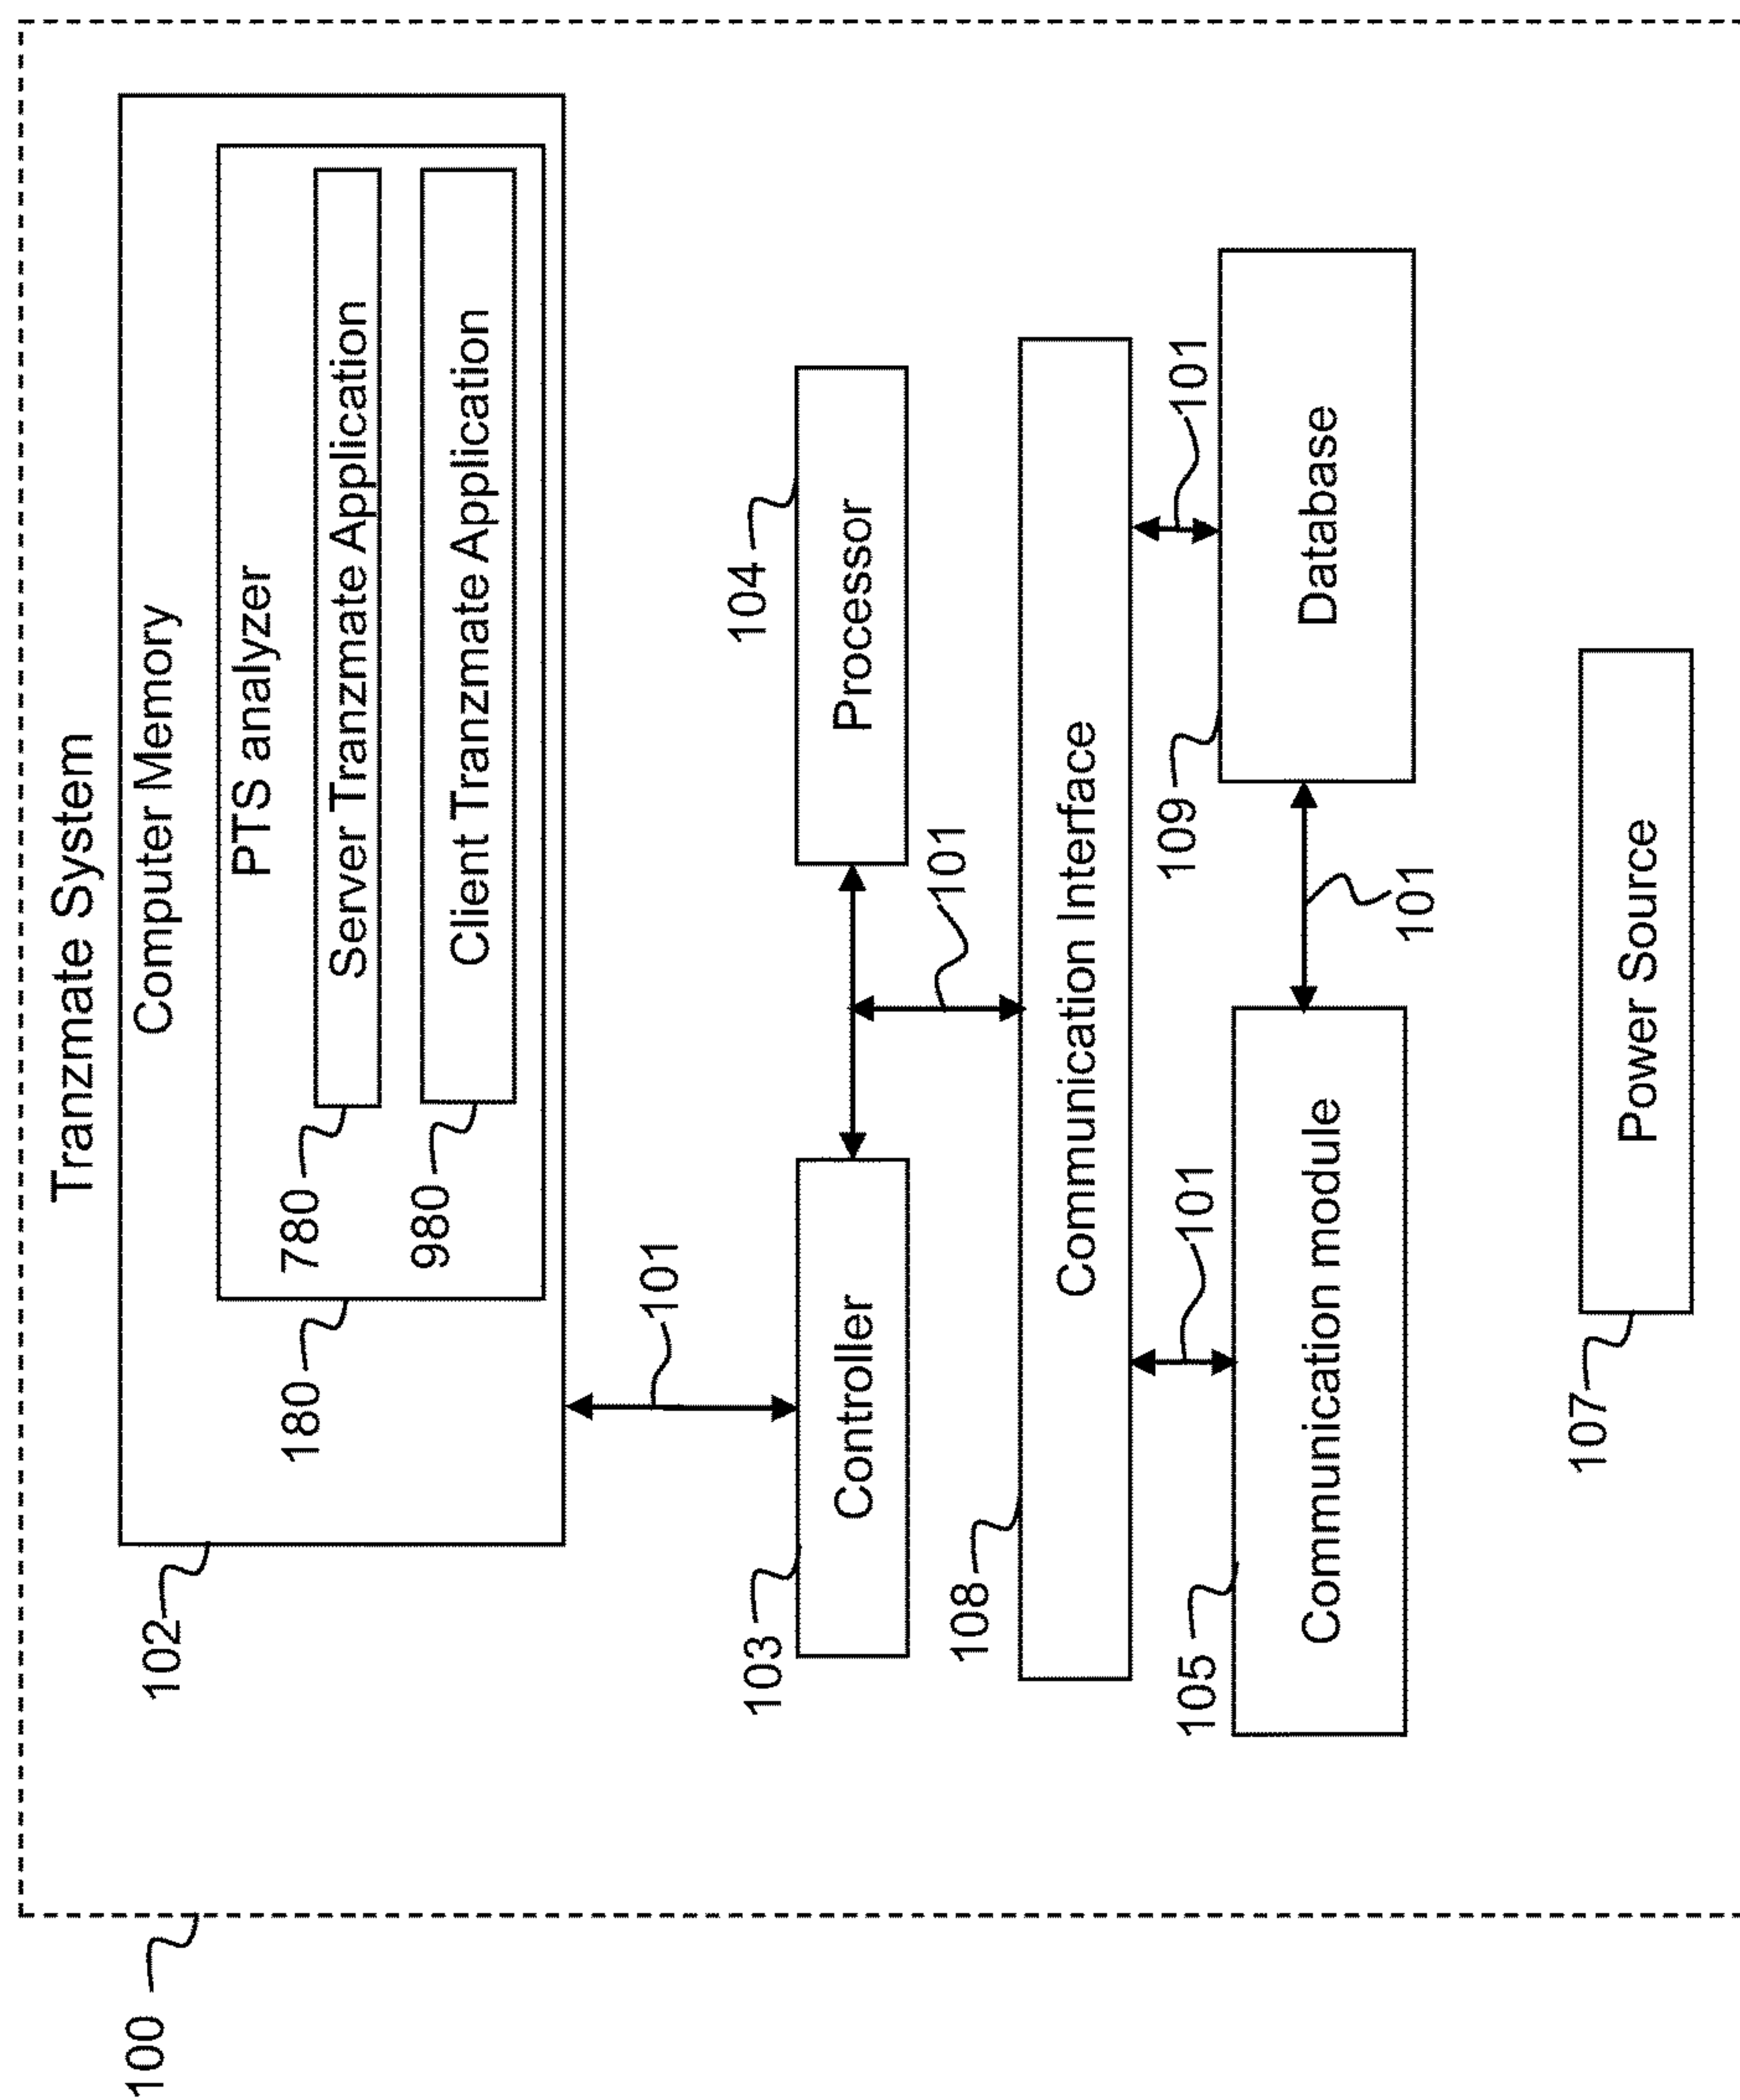 Tranzmate System
100
Computer Memory
102
PTS analyzer
180
Server Tranzmate Application
780
Client Tranzmate Application
980
101
103
Controller
104
Processor
101
108
Communication Interface
101
101
105
Communication module
109
Database
101
107
Power Source